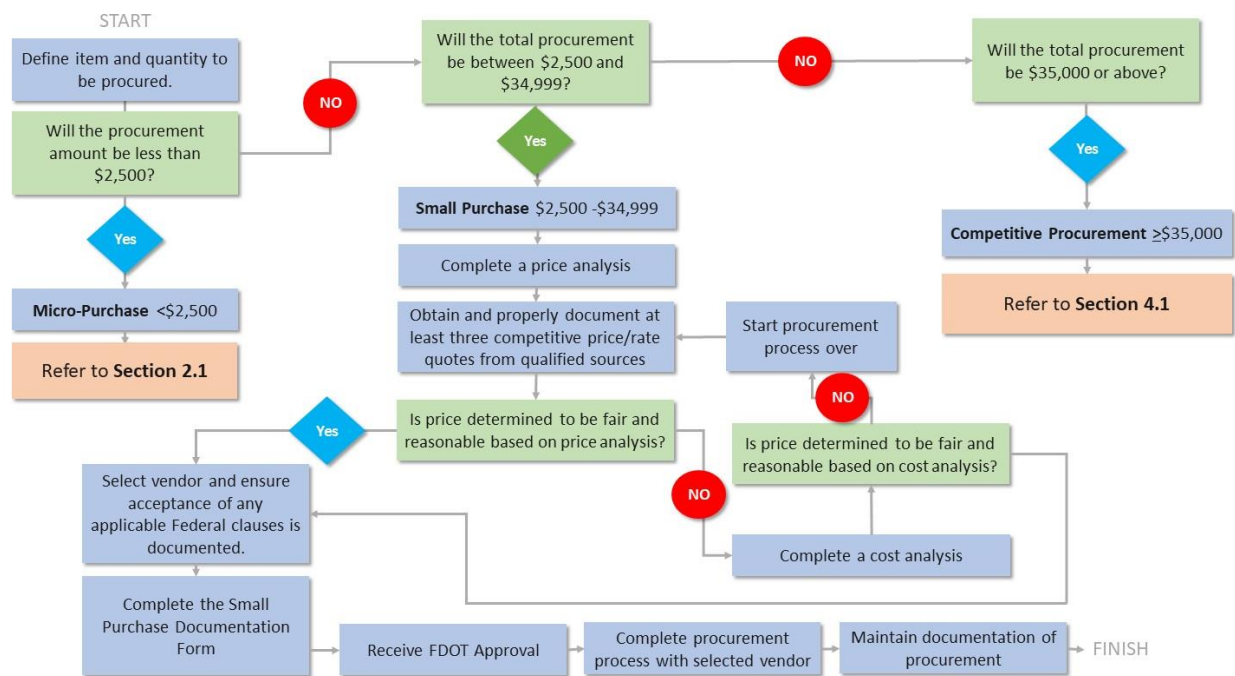 START
Define item and quantity to
be procured.
Will the procurement
amount be less than
$2,500?
Yes
Micro-Purchase <$2,500
Refer to Section 2.1
NO
Will the total procurement
be between $2,500 and
$34,999?
Yes
Small Purchase $2,500 -$34,999
Complete a price analysis
Obtain and properly document at
least three competitive price/rate
quotes from qualified sources
Is price determined to be fair and
reasonable based on price analysis?
NO
Will the total procurement
be $35,000 or above?
Yes
Competitive Procurement ≥$35,000
Refer to Section 4.1
Start procurement
process over
NO
Is price determined to be fair and
reasonable based on cost analysis?
NO
Complete a cost analysis
Yes
Select vendor and ensure
acceptance of any
applicable Federal clauses is
documented.
Complete the Small
Purchase Documentation
Form
Receive FDOT Approval
Complete procurement
process with selected vendor
Maintain documentation of
procurement
FINISH